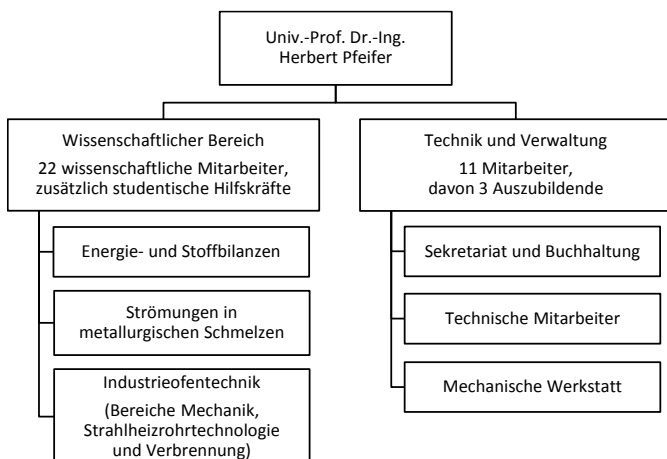 Univ.-Prof. Dr.-Ing.
Herbert Pfeifer
Wissenschaftlicher Bereich
22 wissenschaftliche Mitarbeiter,
zusätzlich studentische Hilfskräfte
Energie- und Stoffbilanzen
Strömungen in
metallurgischen Schmelzen
Industrieofentechnik
(Bereiche Mechanik,
Strahlheizrohrtechnologie
und Verbrennung)
Technik und Verwaltung
11 Mitarbeiter,
davon 3 Auszubildende
Sekretariat und Buchhaltung
Technische Mitarbeiter
Mechanische Werkstatt